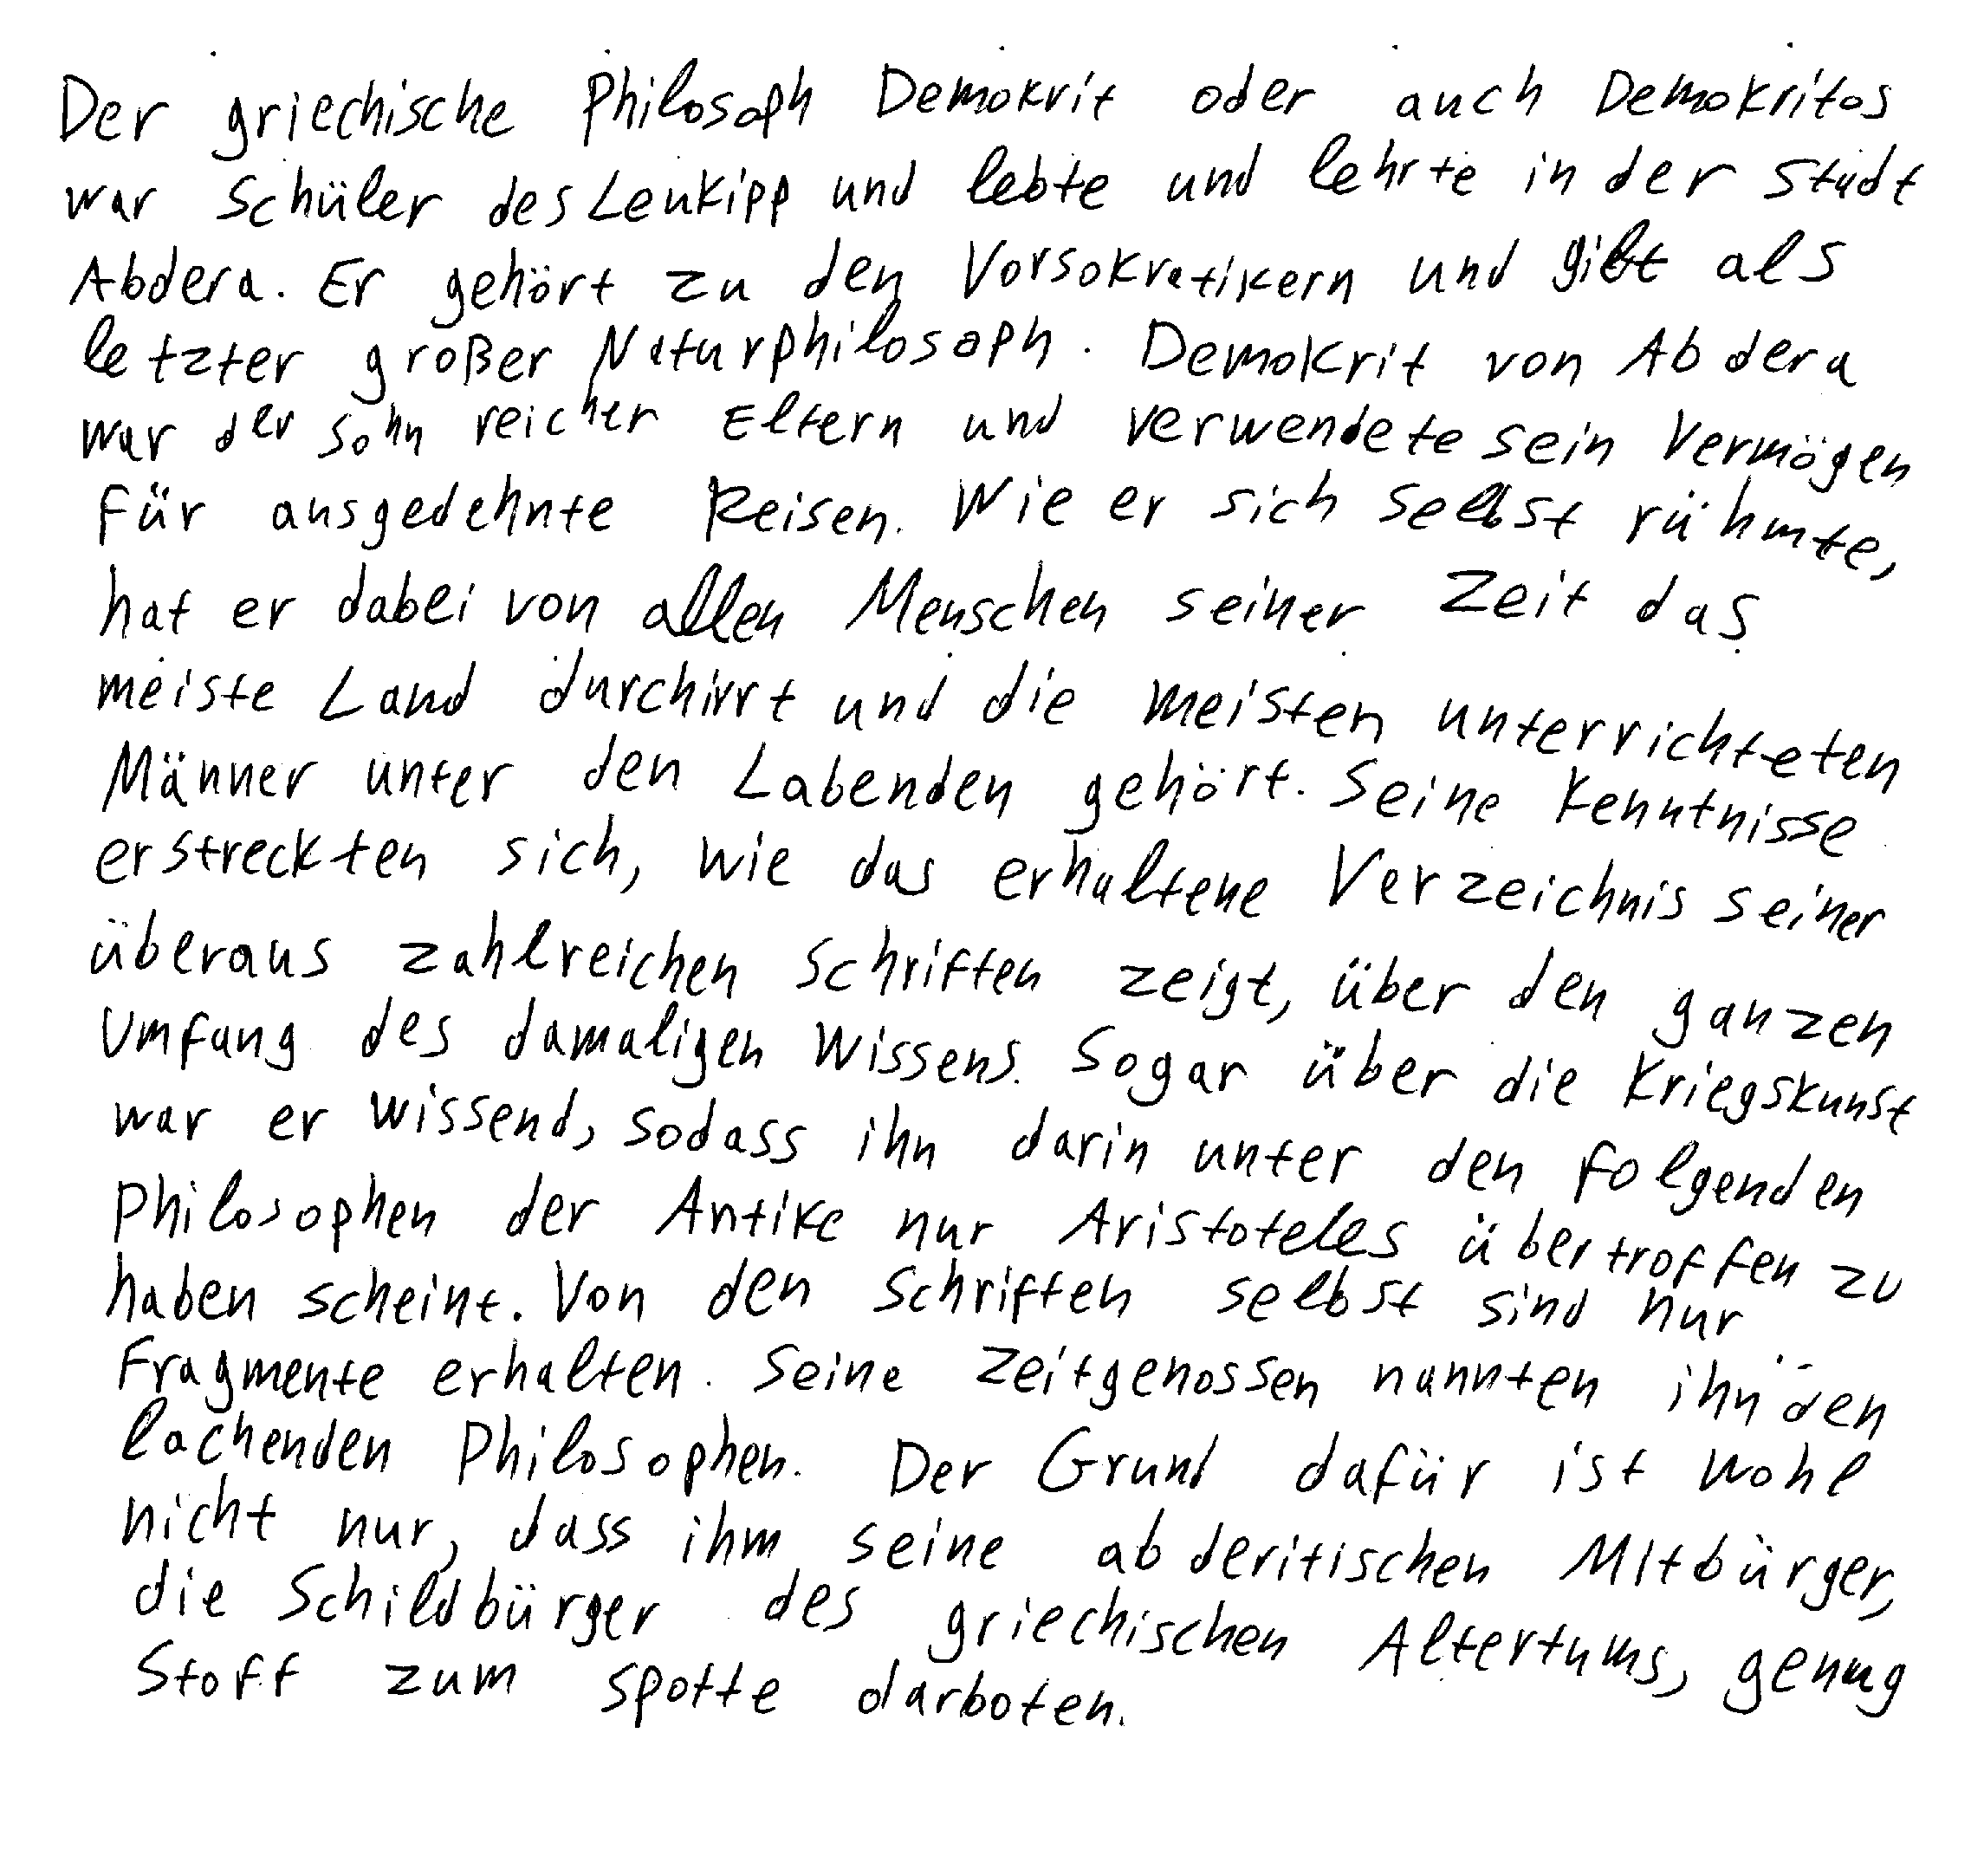 Der griechische Philosoph Demokrit oder auch Demokritos
war Schüler des Leukipp und lebte und lehrte in der Stadt
Abdera. Er gehört zu den Vorsokratikern und gibt als
letzter großer Naturphilosoph. Demokrit von Abdera
war der Sohn reicher Eltern und verwendete sein Vermögen
für ausgedehnte Reisen. Wie er sich selbst rühmte,
hat er dabei von allen Menschen seiner Zeit das
meiste Land durchirrt und die meisten unterrichteten
Männer unter den Labenden gehört. Seine Kenntnisse
erstreckten sich, wie das erhaltene Verzeichnis seiner
überaus zahlreichen Schriften zeigt, über den ganzen
Umfang des damaligen Wissens. Sogar über die Kriegskunst
war er wissend, sodass ihn darin unter den folgenden
Philosophen der Antike nur Aristoteles übertroffen zu
haben scheint. Von den Schriften selbst sind nur
Fragmente erhalten. Seine Zeitgenossen nannten ihn den
lachenden Philosophen. Der Grund dafür ist wohl
nicht nur, dass ihm seine abderitischen MItbürger,
die Schildbürger des griechischen Altertums, genug
Stoff zum Spotte darboten.